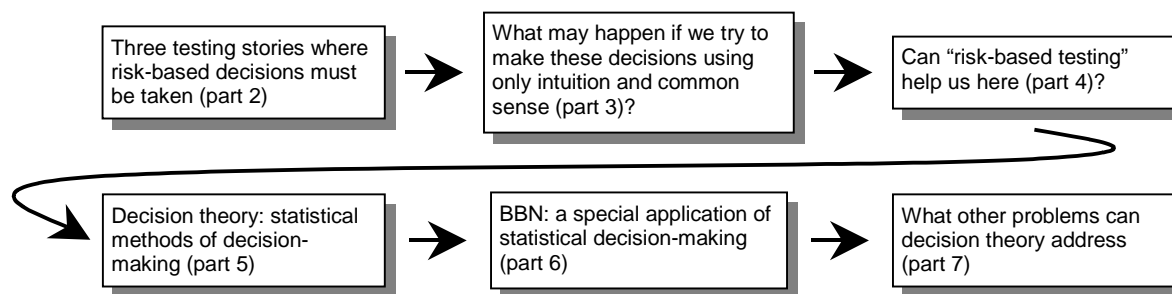 Three testing stories where
risk-based decisions must
be taken (part 2)
What may happen if we try to
make these decisions using
only intuition and common
sense (part 3)?
Can “risk-based testing”
help us here (part 4)?
Decision theory: statistical
methods of decision-
making (part 5)
BBN: a special application of
statistical decision-making
(part 6)
What other problems can
decision theory address
(part 7)